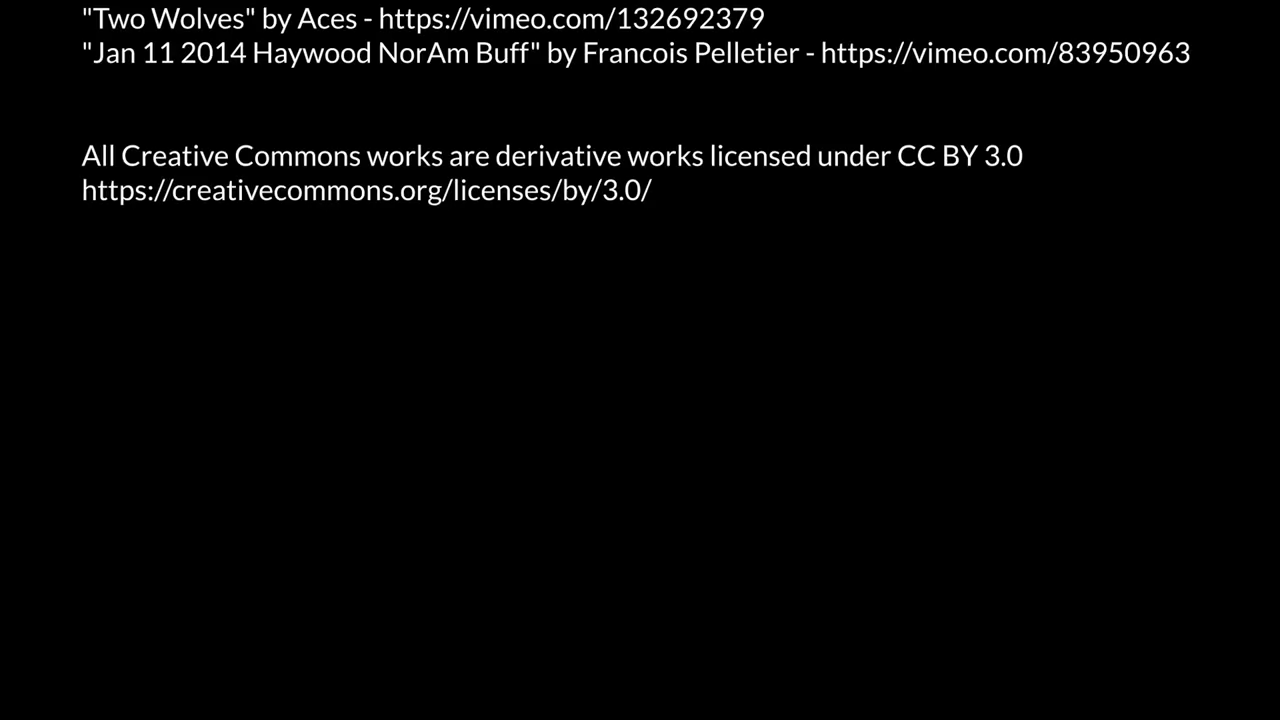 "Two Wolves" by Aces - https://vimeo.com/132692379
"Jan 11 2014 Haywood NorAm Buff" by Francois Pelletier - https://vimeo.com/83950963
All Creative Commons works are derivative works licensed under CC BY 3.0
https://creativecommons.org/licenses/by/3.0/